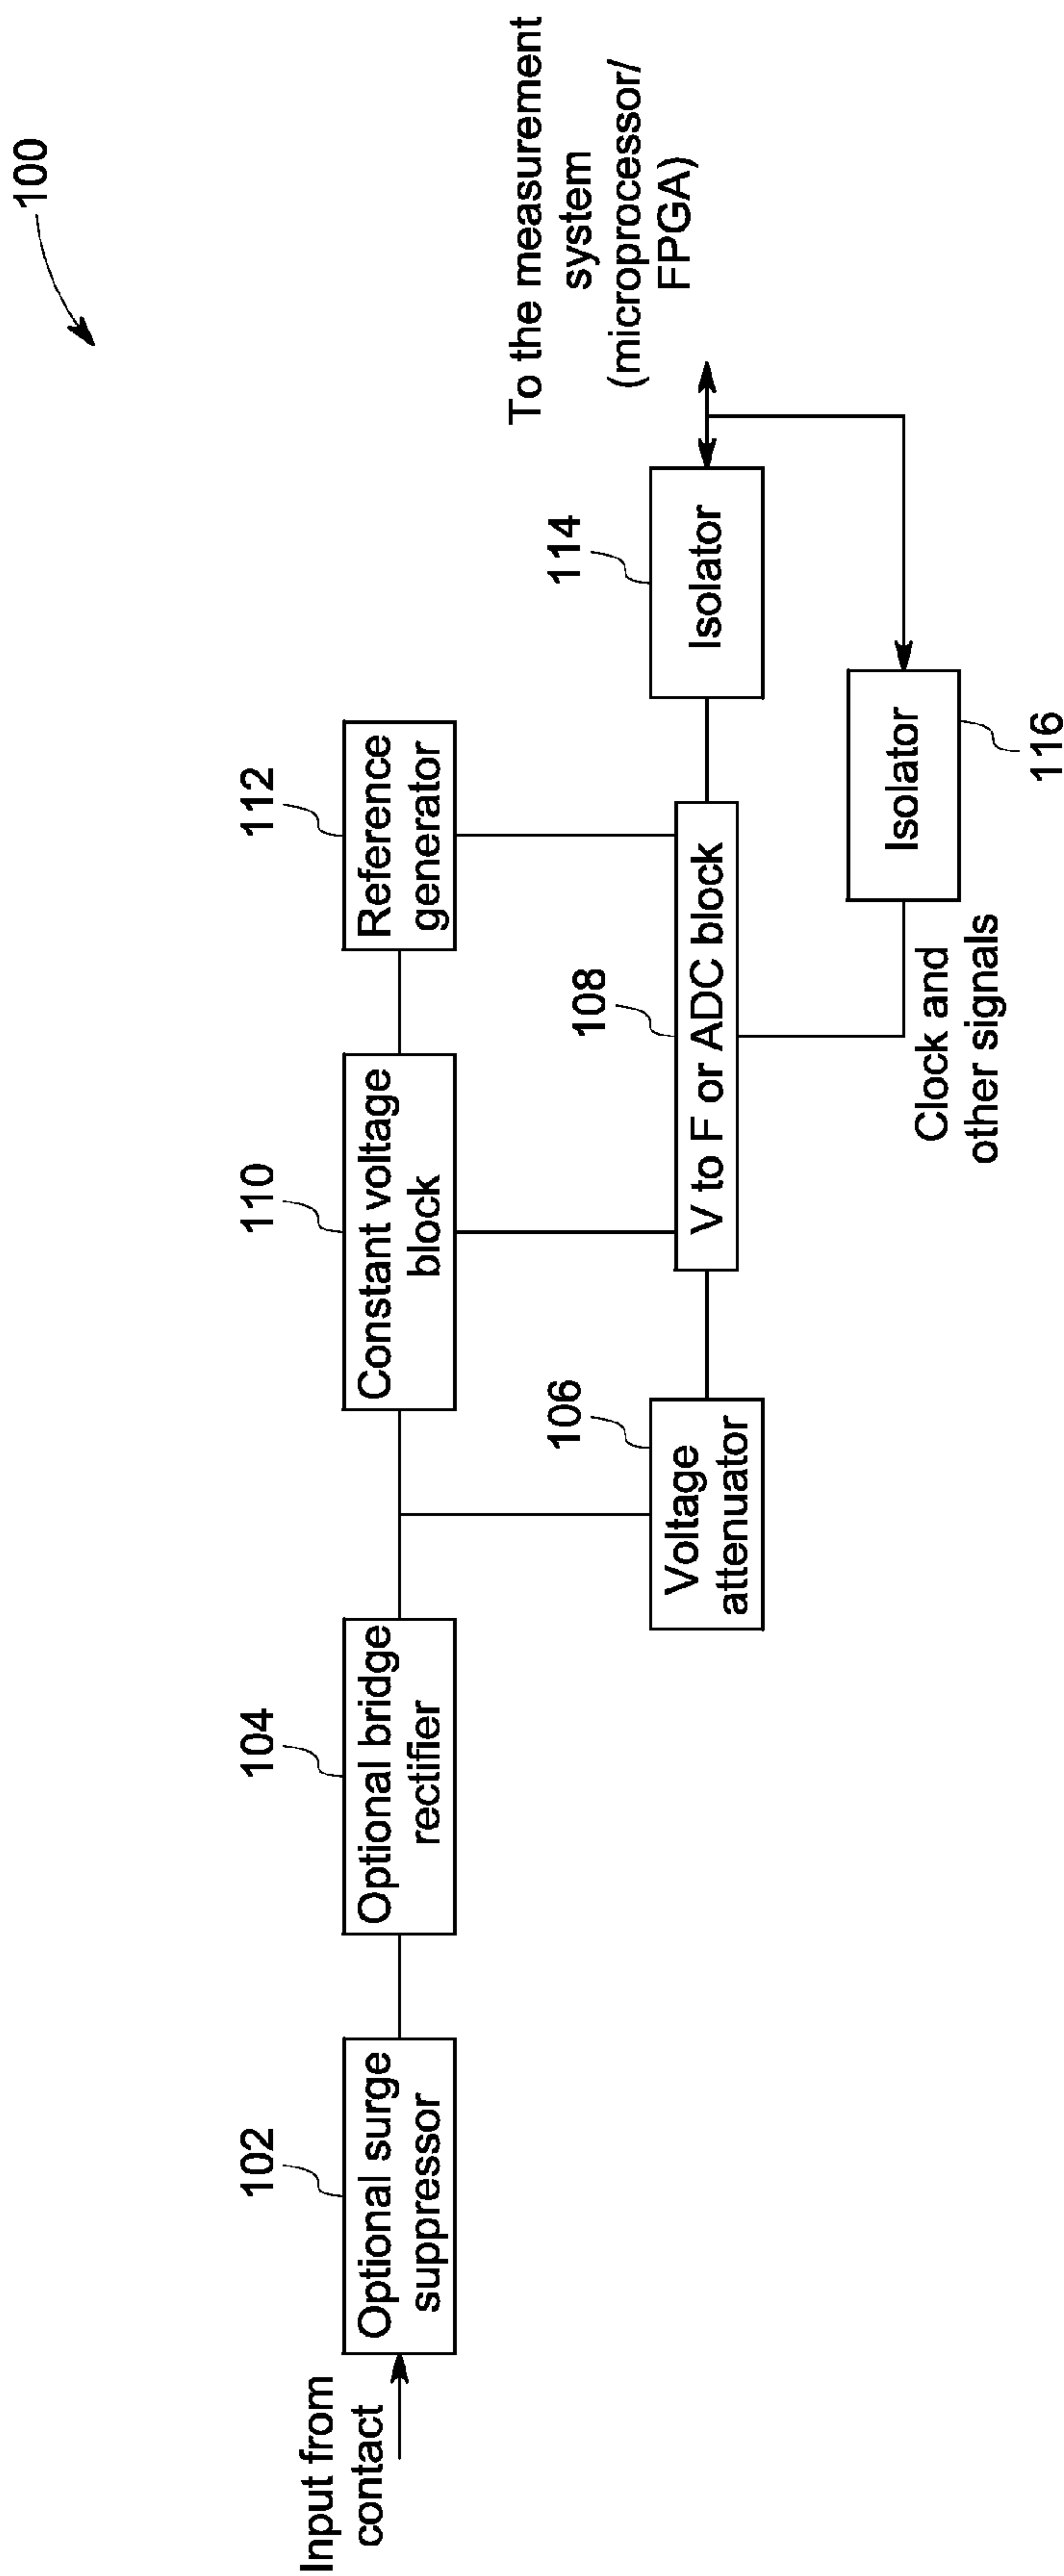 100
Input from
contact
102
Optional surge
suppressor
104
Optional bridge
rectifier
110
Constant voltage
block
112
Reference
generator
106
Voltage
attenuator
108
V to F or ADC block
114
Isolator
To the measurement
system
(microprocessor/
FPGA)
Clock and
other signals
Isolator
116